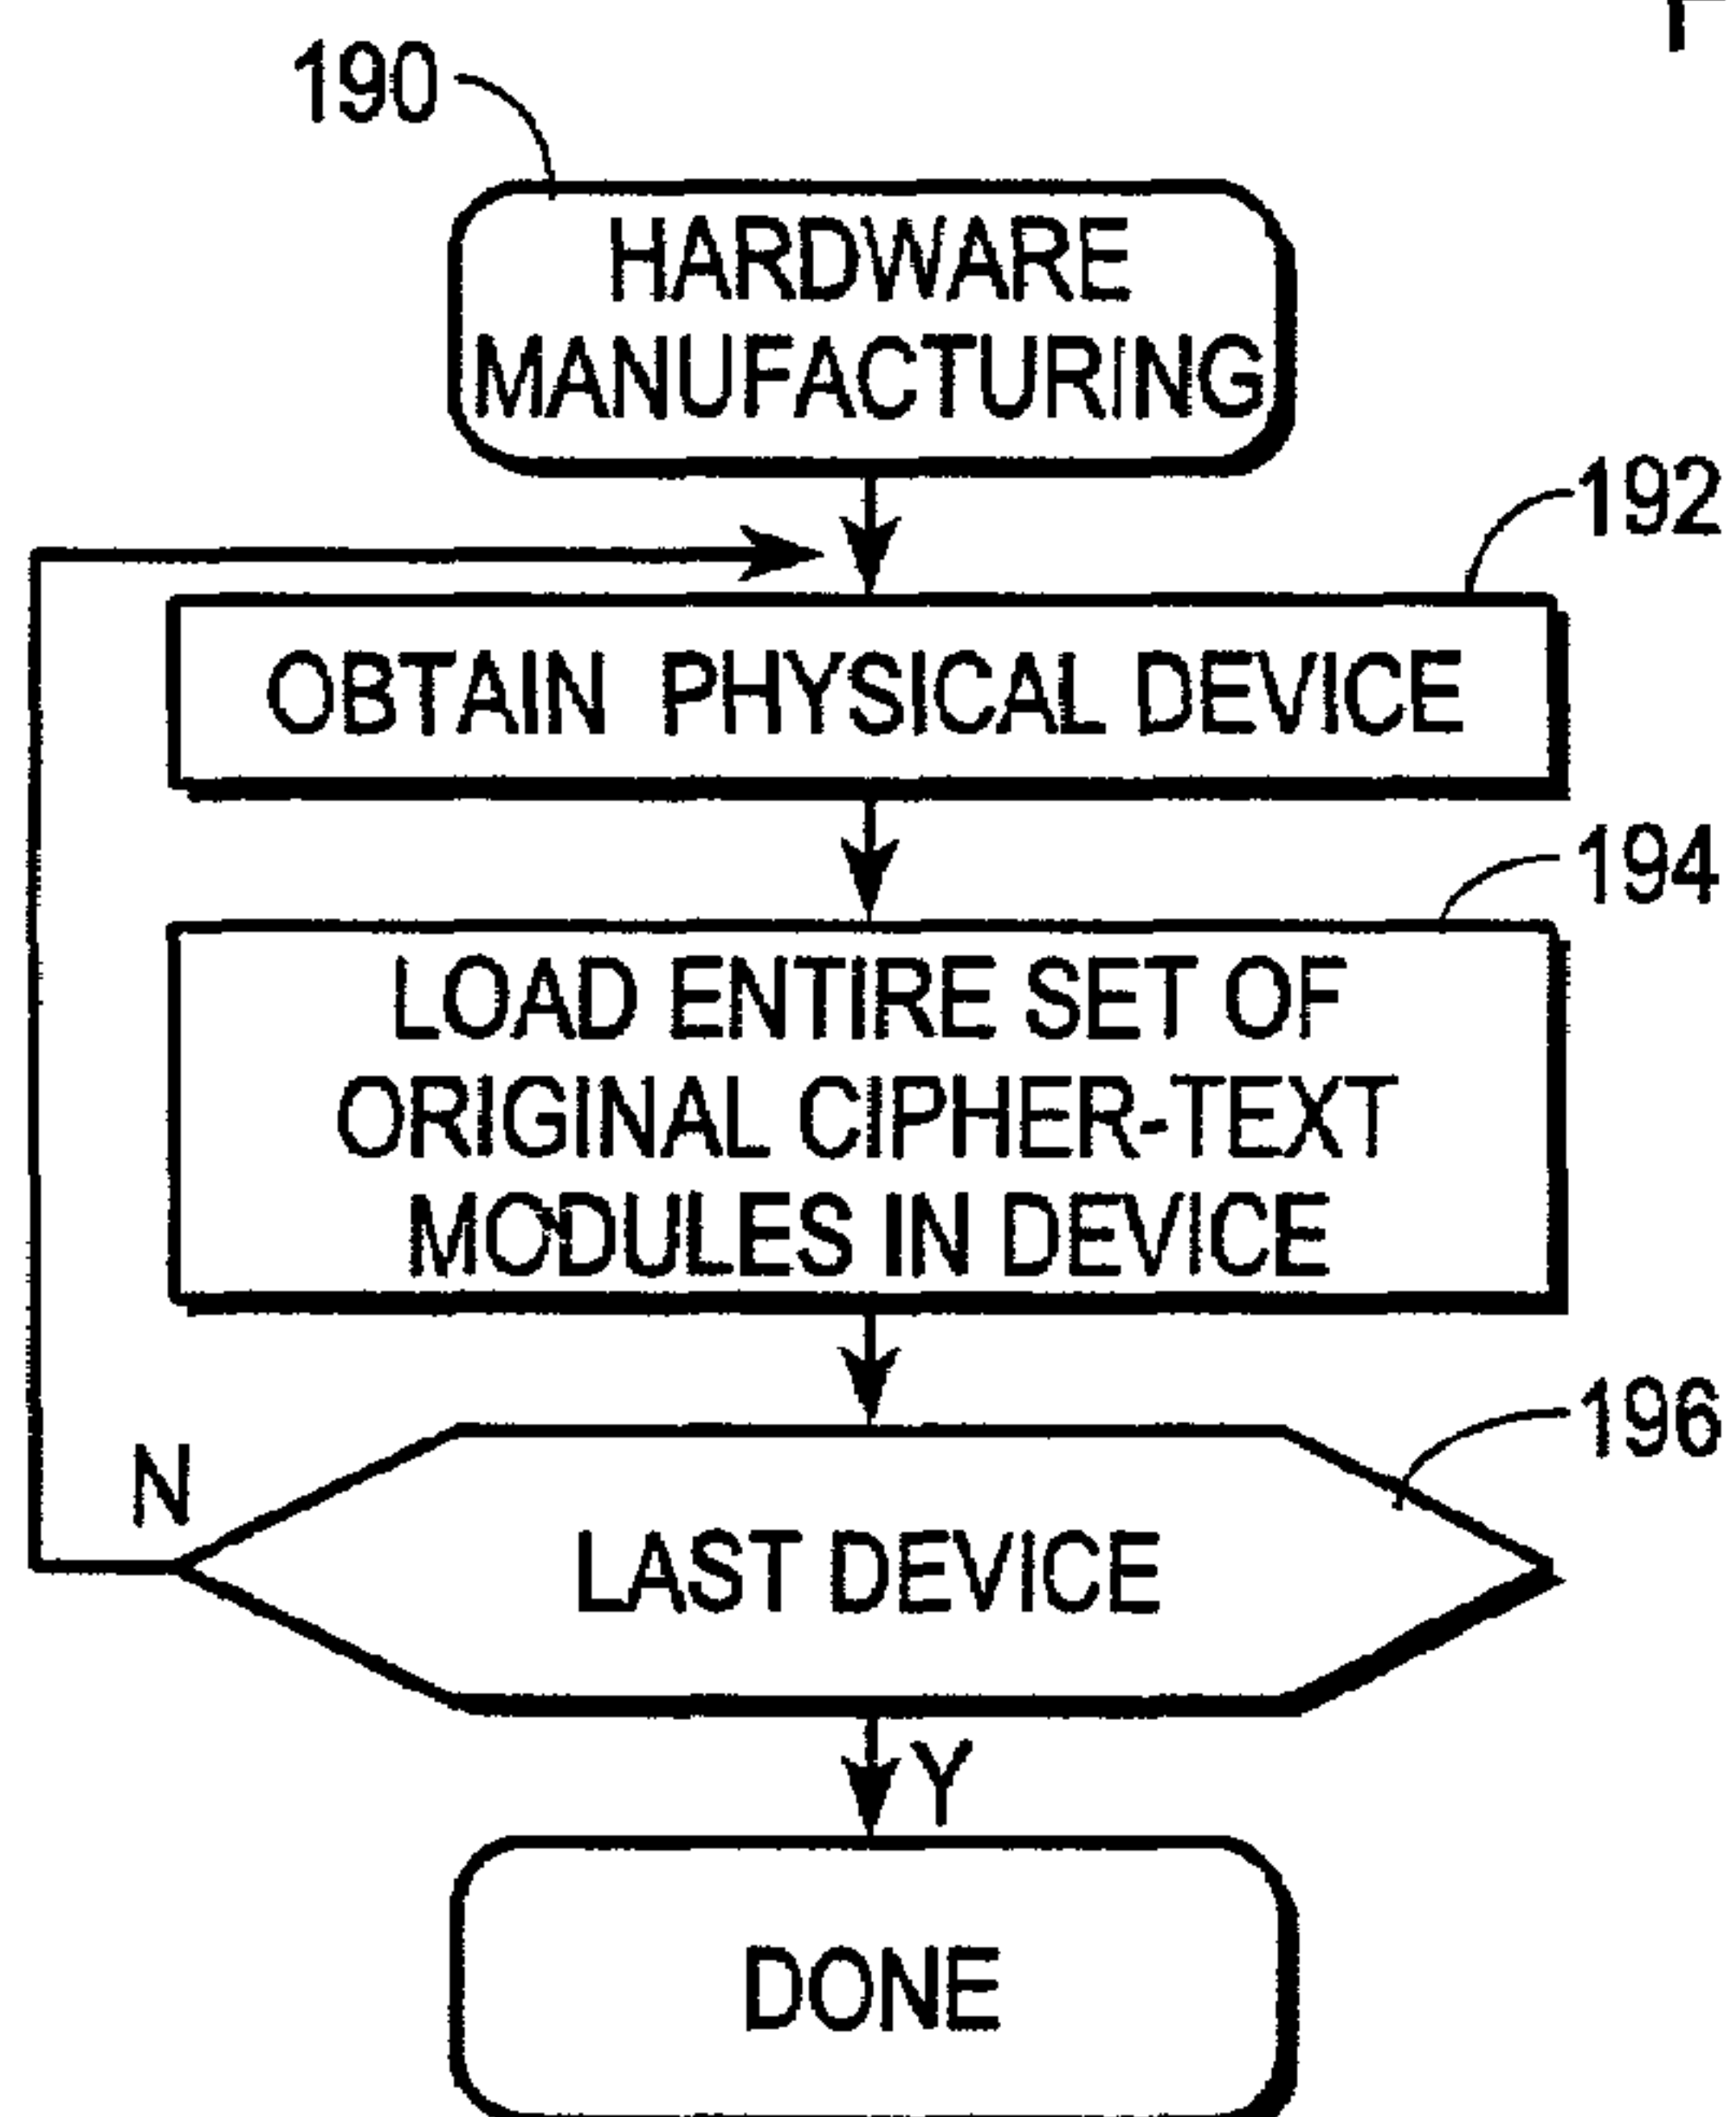 190
HARDWARE
MANUFACTURING
192
OBTAIN PHYSICAL DEVICE
194
LOAD ENTIRE SET OF
ORIGINAL CIPHER-TEXT
MODULES IN DEVICE
196
N
LAST DEVICE
Y
DONE